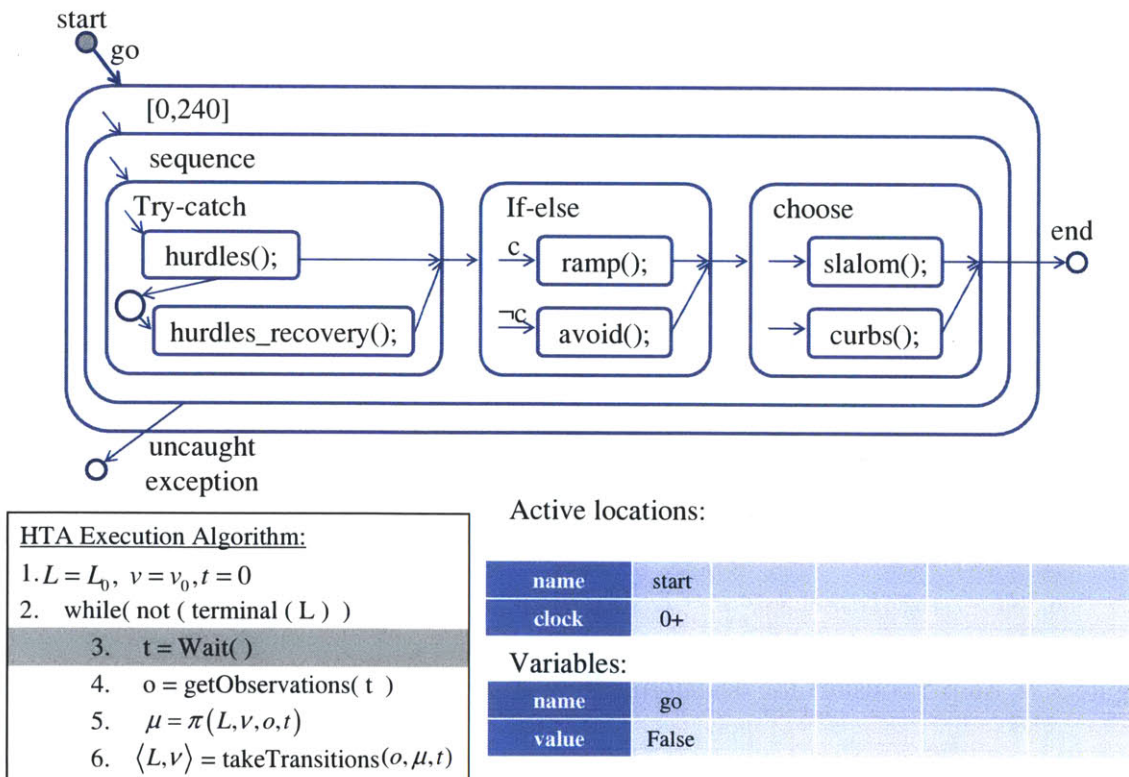 start
go
[0,240]
sequence
Try-catch
If-else
choose
end
hurdles();
c
ramp();
slalom();
hurdles_recovery();
¬c
avoid();
curbs();
uncaught
exception
HTA Execution Algorithm:
1. L = L₀, v = v₀, t = 0
2. while( not ( terminal ( L ) )
3. t = Wait( )
4. o = getObservations( t )
5. μ = π(L, v, o, t)
6. ⟨L, v⟩ = takeTransitions(o, μ, t)
Active locations:
name start
clock 0+
Variables:
name go
value False